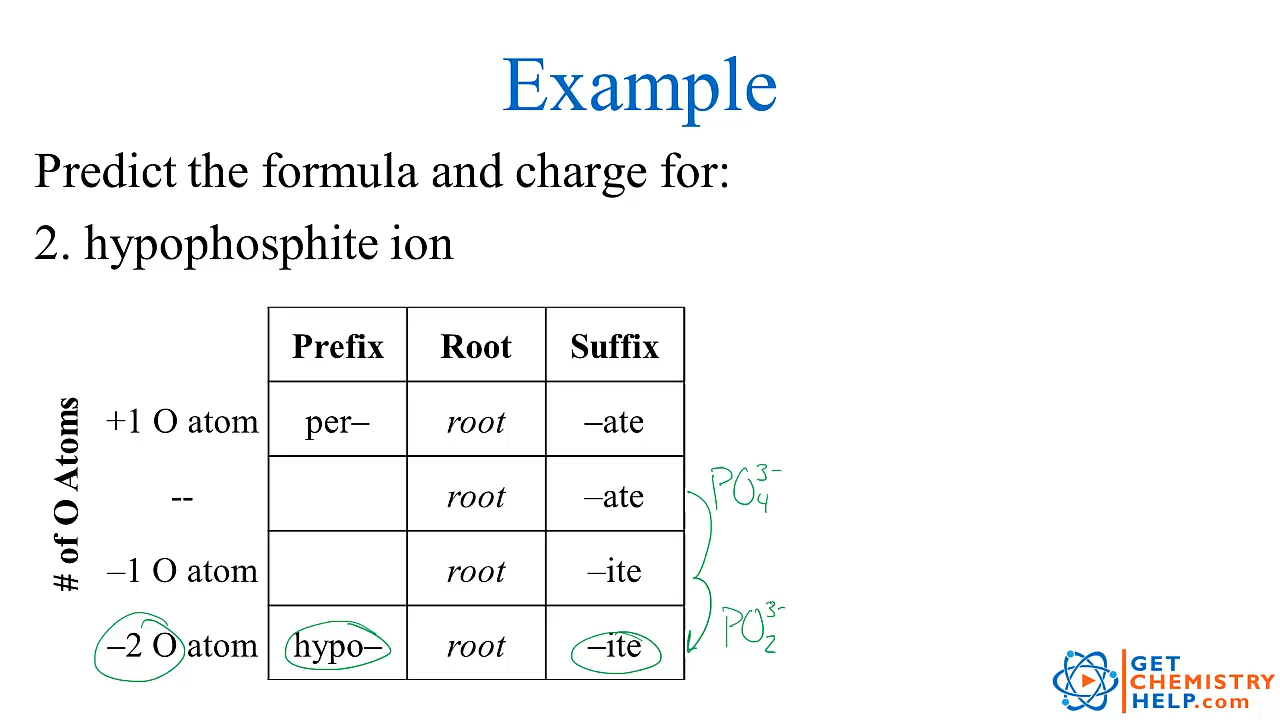 Example
Predict the formula and charge for:
2. hypophosphite ion
# of O Atoms
Prefix Root Suffix
+1 O atom per– root –ate
-- root –ate PO₄³⁻
–1 O atom root –ite
–2 O atom hypo– root –ite PO₂³⁻
GET
CHEMISTRY
HELP.com